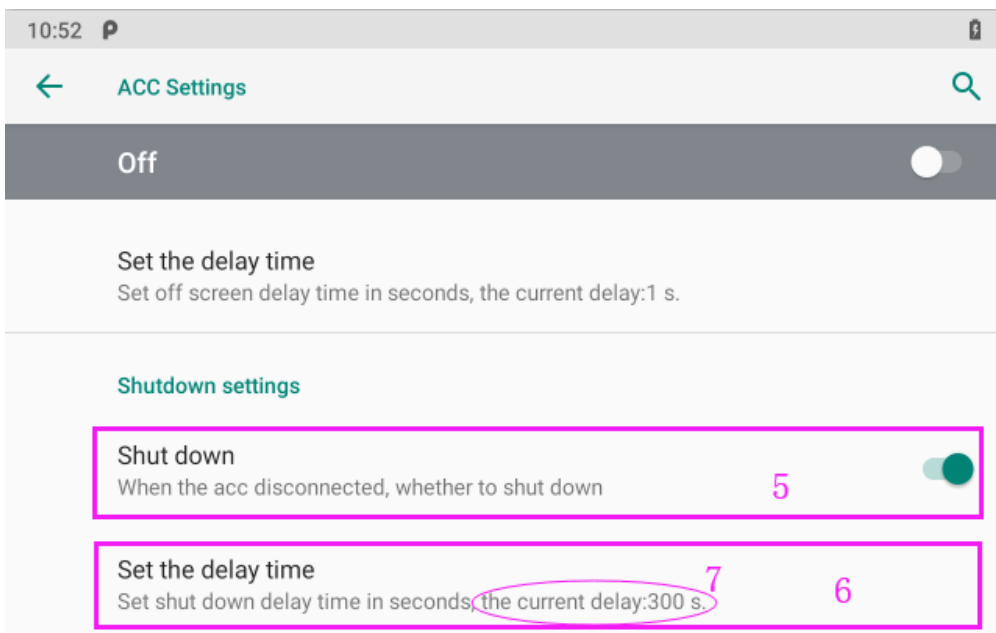 10:52
ACC Settings
Off
Set the delay time
Set off screen delay time in seconds, the current delay:1 s.
Shutdown settings
Shut down
When the acc disconnected, whether to shut down
5
Set the delay time
7
Set shut down delay time in seconds, the current delay:300 s.
6